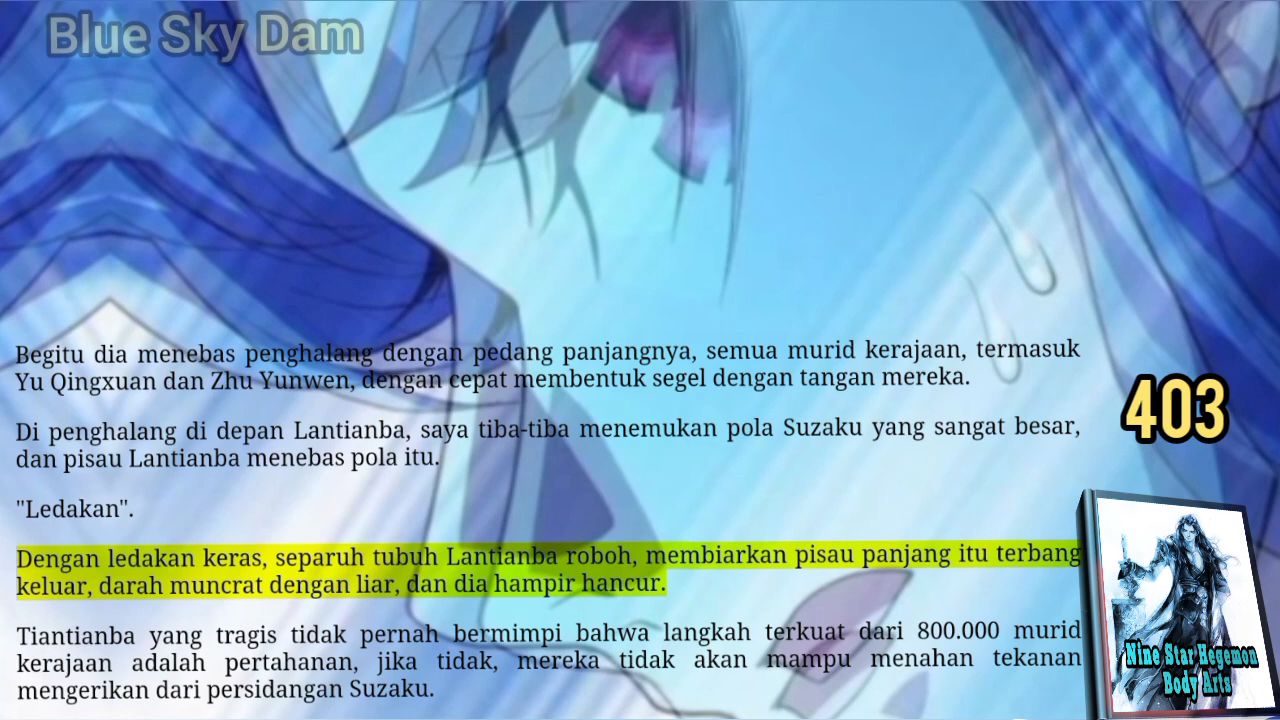 Blue Sky Dam
Begitu dia menebas penghalang dengan pedang panjangnya, semua murid kerajaan, termasuk
Yu Qingxuan dan Zhu Yunwen, dengan cepat membentuk segel dengan tangan mereka.
Di penghalang di depan Lantianba, saya tiba-tiba menemukan pola Suzaku yang sangat besar,
dan pisau Lantianba menebas pola itu.
"Ledakan".
Dengan ledakan keras, separuh tubuh Lantianba roboh, membiarkan pisau panjang itu terbang
keluar, darah muncrat dengan liar, dan dia hampir hancur.
Tiantianba yang tragis tidak pernah bermimpi bahwa langkah terkuat dari 800.000 murid
kerajaan adalah pertahanan, jika tidak, mereka tidak akan mampu menahan tekanan
mengerikan dari persidangan Suzaku.
403
Nine Star Hegemon
Body Arts